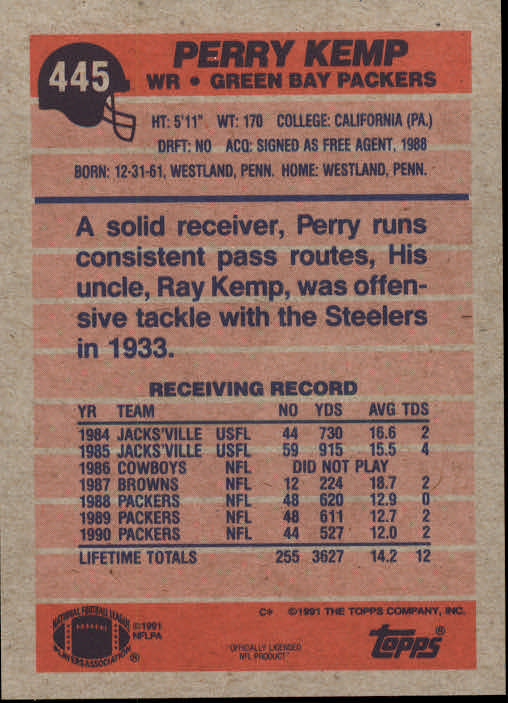 445
PERRY KEMP
WR • GREEN BAY PACKERS
HT: 5'11" WT: 170 COLLEGE: CALIFORNIA (PA.)
DRFT: NO ACQ: SIGNED AS FREE AGENT, 1988
BORN: 12-31-61, WESTLAND, PENN. HOME: WESTLAND, PENN.
A solid receiver, Perry runs
consistent pass routes, His
uncle, Ray Kemp, was offen-
sive tackle with the Steelers
in 1933.
RECEIVING RECORD
YR TEAM NO YDS AVG TDS
1984 JACKS'VILLE USFL 44 730 16.6 2
1985 JACKS'VILLE USFL 59 915 15.5 4
1986 COWBOYS NFL DID NOT PLAY
1987 BROWNS NFL 12 224 18.7 2
1988 PACKERS NFL 48 620 12.9 0
1989 PACKERS NFL 48 611 12.7 2
1990 PACKERS NFL 44 527 12.0 2
LIFETIME TOTALS 255 3627 14.2 12
C* ©1991 THE TOPPS COMPANY, INC.
NATIONAL FOOTBALL LEAGUE
PLAYERS ASSOCIATION ®
©1991
NFLPA
OFFICIALLY LICENSED
NFL PRODUCT
Topps®